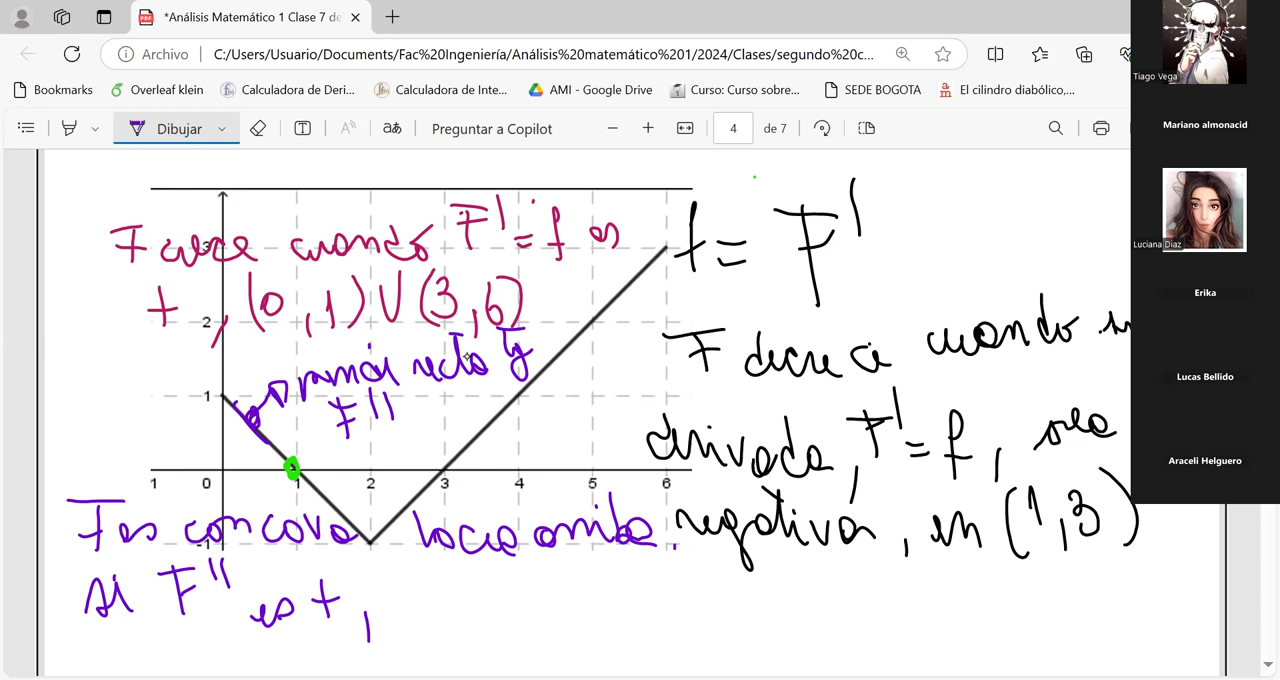 *Análisis Matemático 1 Clase 7 de
Archivo
C:/Users/Usuario/Documents/Fac%20Ingeniería/Análisis%20matemático%201/2024/Clases/segundo%20c...
Bookmarks
Overleaf klein
Calculadora de Deri...
Calculadora de Inte...
AMI - Google Drive
Curso: Curso sobre...
SEDE BOGOTA
El cilindro diabólico,...
Dibujar
Preguntar a Copilot
4 de 7
F crece cuando F' = f es
+, (0,1) ∪ (3,6)
recta
F''
3
2
1
-1
1 0 1 2 3 4 5 6
F es concava hacia arriba
si F'' es +,
f = F'
F decrece cuando su
derivada, F' = f, sea
negativa, en (1,3)
Tiago Vega
Mariano almonacid
Luciana Diaz
Erika
Lucas Bellido
Araceli Helguero